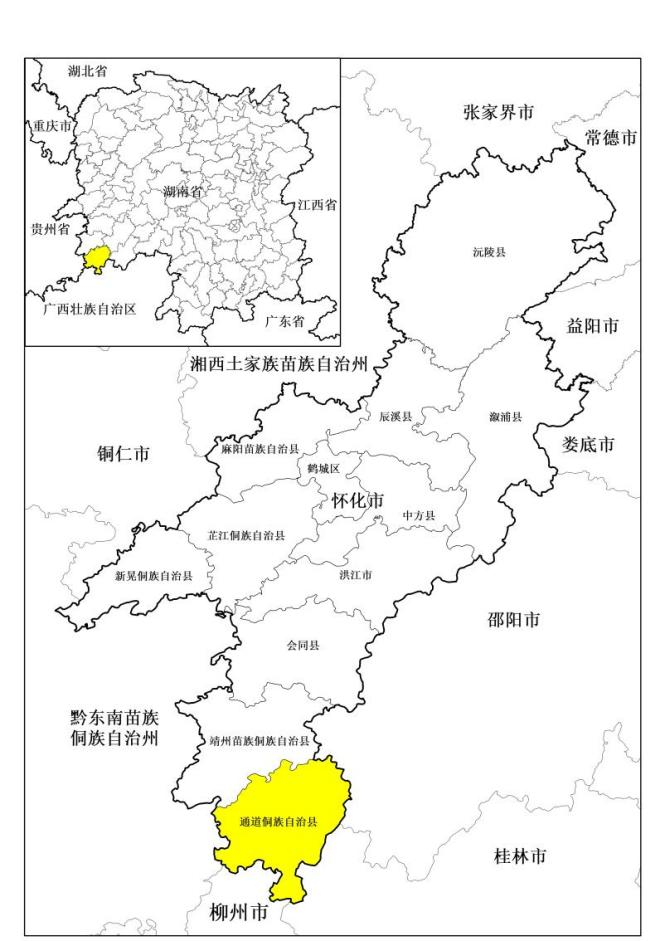 湖北省
重庆市
湖南省
江西省
贵州省
广西壮族自治区
广东省
张家界市
常德市
沅陵县
益阳市
湘西土家族苗族自治州
辰溪县
溆浦县
铜仁市
麻阳苗族自治县
娄底市
鹤城区
怀化市
中方县
芷江侗族自治县
新晃侗族自治县
洪江市
邵阳市
会同县
黔东南苗族
侗族自治州
靖州苗族侗族自治县
通道侗族自治县
桂林市
柳州市